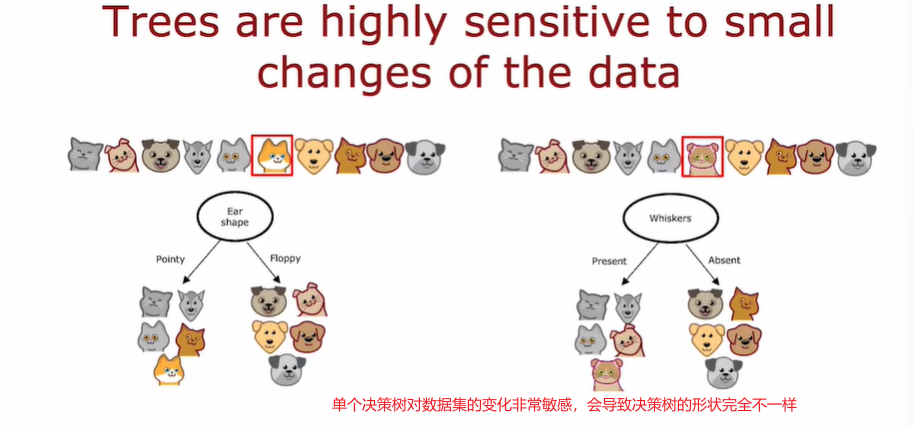 Trees are highly sensitive to small
changes of the data
Ear
shape
Pointy
Floppy
Whiskers
Present
Absent
单个决策树对数据集的变化非常敏感，会导致决策树的形状完全不一样